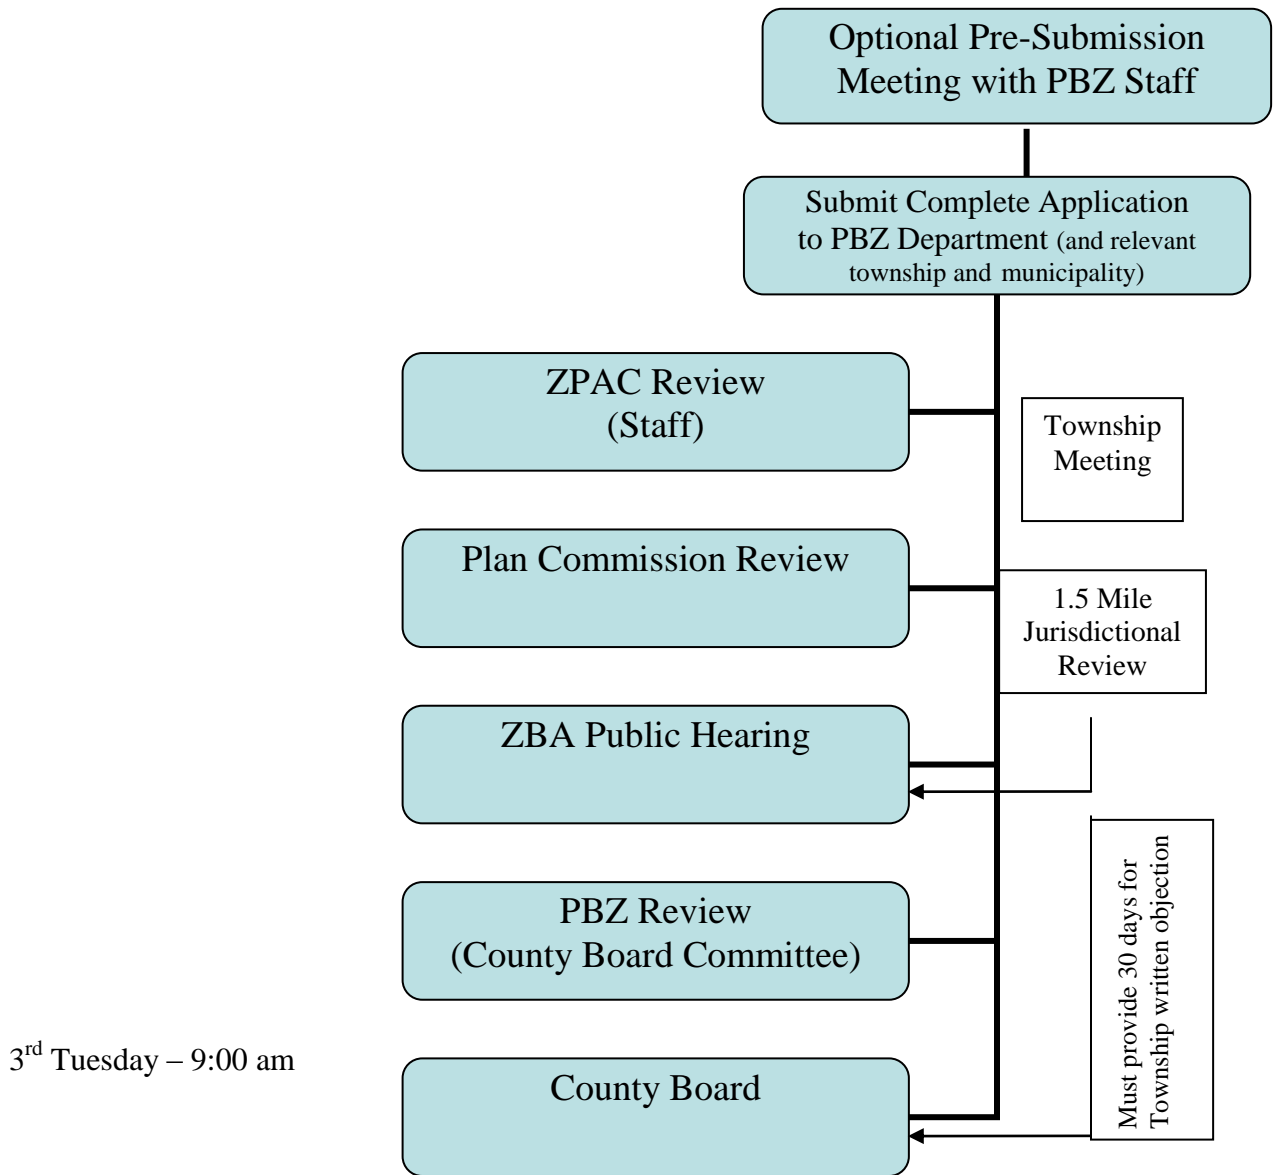 Optional Pre-Submission
Meeting with PBZ Staff
Submit Complete Application
to PBZ Department (and relevant
township and municipality)
ZPAC Review
(Staff)
Township
Meeting
Plan Commission Review
1.5 Mile
Jurisdictional
Review
ZBA Public Hearing
PBZ Review
(County Board Committee)
Must provide 30 days for
Township written objection
3rd Tuesday – 9:00 am
County Board